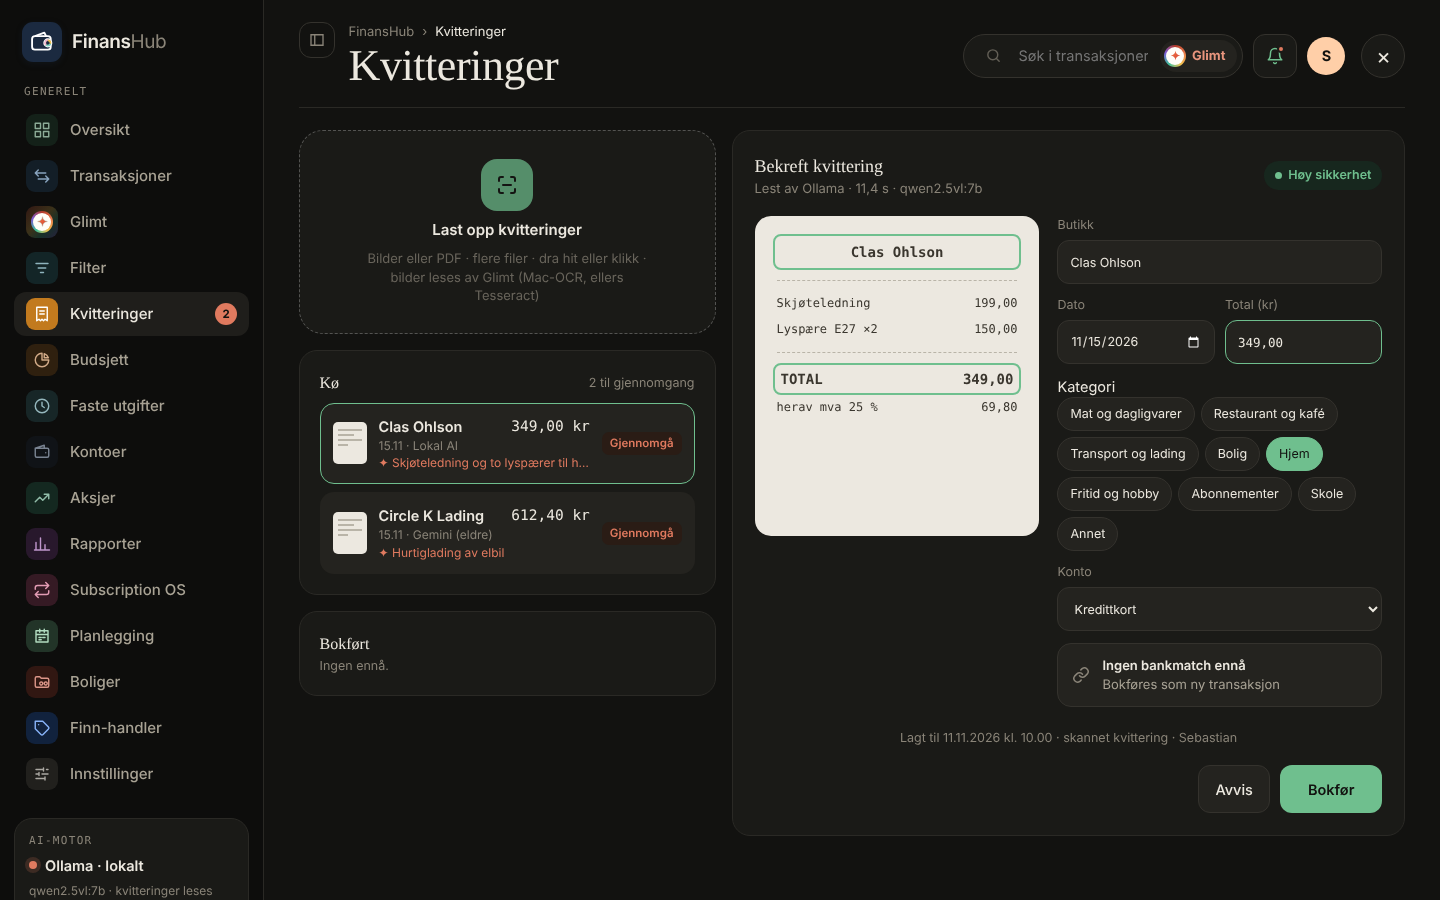 FinansHub
GENERELT
Oversikt
Transaksjoner
Glimt
Filter
Kvitteringer
2
Budsjett
Faste utgifter
Kontoer
Aksjer
Rapporter
Subscription OS
Planlegging
Boliger
Finn-handler
Innstillinger
AI-MOTOR
Ollama · lokalt
qwen2.5vl:7b · kvitteringer leses
FinansHub › Kvitteringer
Kvitteringer
Søk i transaksjoner
Glimt
S
Last opp kvitteringer
Bilder eller PDF · flere filer · dra hit eller klikk ·
bilder leses av Glimt (Mac-OCR, ellers
Tesseract)
Kø
2 til gjennomgang
Clas Ohlson 349,00 kr
15.11 · Lokal AI
Gjennomgå
✦ Skjøteledning og to lyspærer til h…
Circle K Lading 612,40 kr
15.11 · Gemini (eldre)
Gjennomgå
✦ Hurtiglading av elbil
Bokført
Ingen ennå.
Bekreft kvittering
Lest av Ollama · 11,4 s · qwen2.5vl:7b
Høy sikkerhet
Clas Ohlson
Skjøteledning 199,00
Lyspære E27 ×2 150,00
TOTAL 349,00
herav mva 25 % 69,80
Butikk
Clas Ohlson
Dato
11/15/2026
Total (kr)
349,00
Kategori
Mat og dagligvarer
Restaurant og kafé
Transport og lading
Bolig
Hjem
Fritid og hobby
Abonnementer
Skole
Annet
Konto
Kredittkort
Ingen bankmatch ennå
Bokføres som ny transaksjon
Lagt til 11.11.2026 kl. 10.00 · skannet kvittering · Sebastian
Avvis
Bokfør